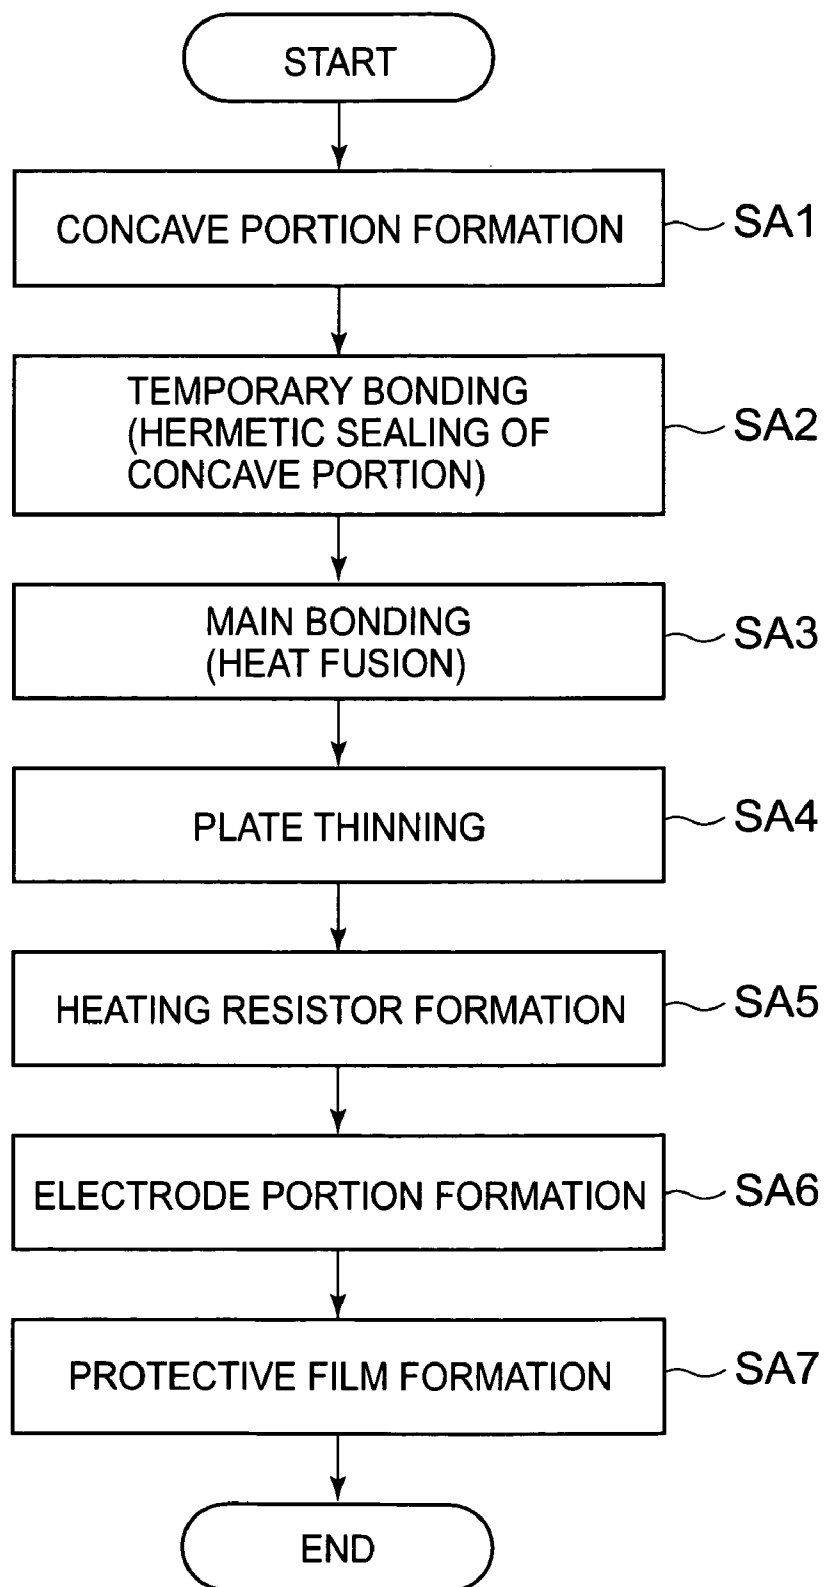 START
CONCAVE PORTION FORMATION
SA1
TEMPORARY BONDING
(HERMETIC SEALING OF
CONCAVE PORTION)
SA2
MAIN BONDING
(HEAT FUSION)
SA3
PLATE THINNING
SA4
HEATING RESISTOR FORMATION
SA5
ELECTRODE PORTION FORMATION
SA6
PROTECTIVE FILM FORMATION
SA7
END